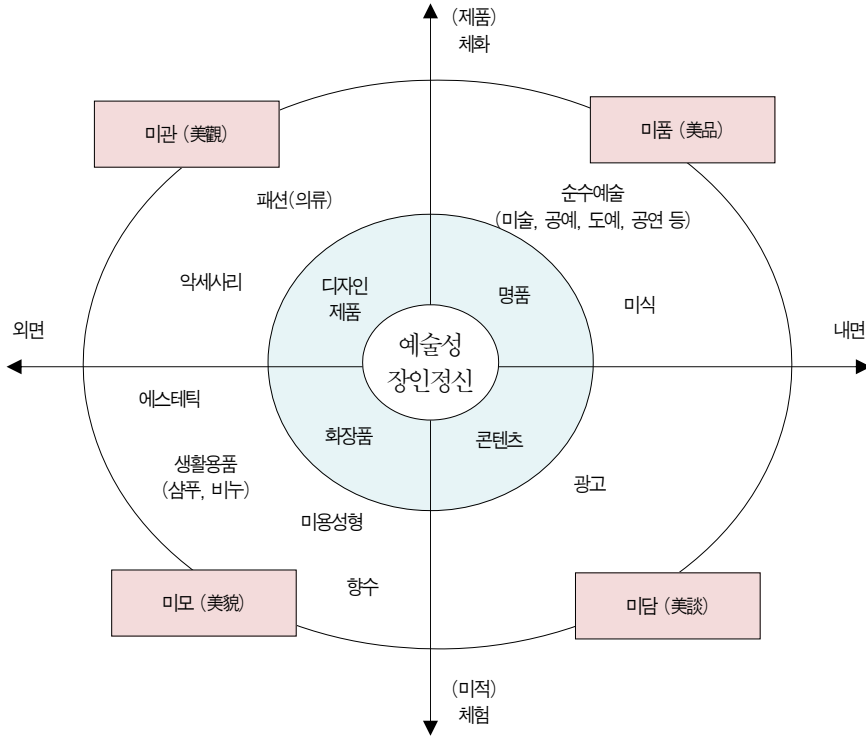 (제품)
체화
미관 (美觀)
미품 (美品)
패션(의류)
순수예술
(미술, 공예, 도예, 공연 등)
악세사리
디자인
제품
명품
미식
외면
내면
예술성
장인정신
에스테틱
화장품
콘텐츠
생활용품
(샴푸, 비누)
광고
미용성형
향수
미모 (美貌)
미담 (美談)
(미적)
체험